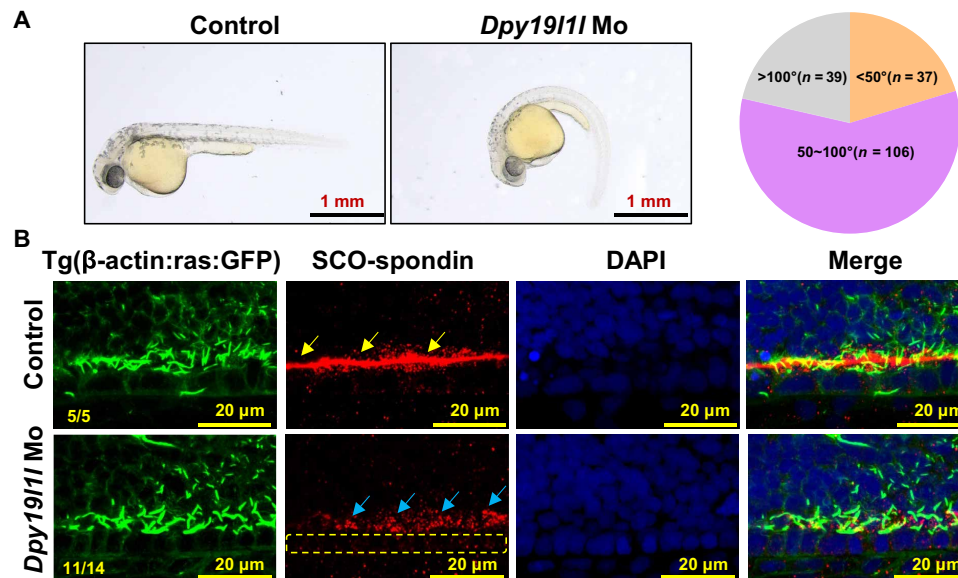 A
Control
Dpy19l1l Mo
>100°(n = 39)
<50°(n = 37)
50~100°(n = 106)
1 mm
1 mm
B
Tg(β-actin:ras:GFP)
SCO-spondin
DAPI
Merge
Control
5/5
20 μm
20 μm
20 μm
20 μm
Dpy19l1l Mo
11/14
20 μm
20 μm
20 μm
20 μm